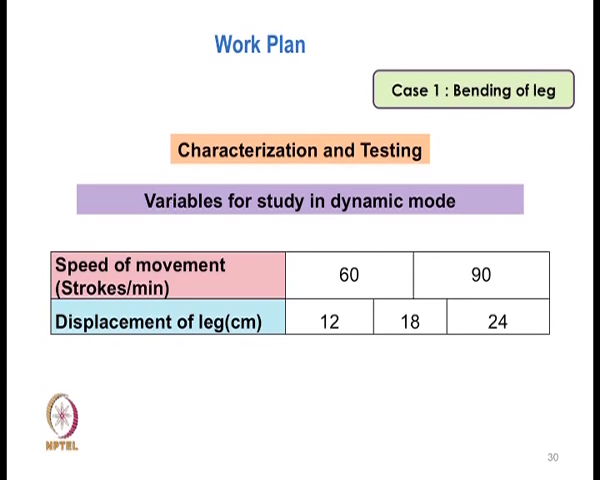 Work Plan
Case 1 : Bending of leg
Characterization and Testing
Variables for study in dynamic mode
Speed of movement (Strokes/min) 60 90
Displacement of leg(cm) 12 18 24
NPTEL
30